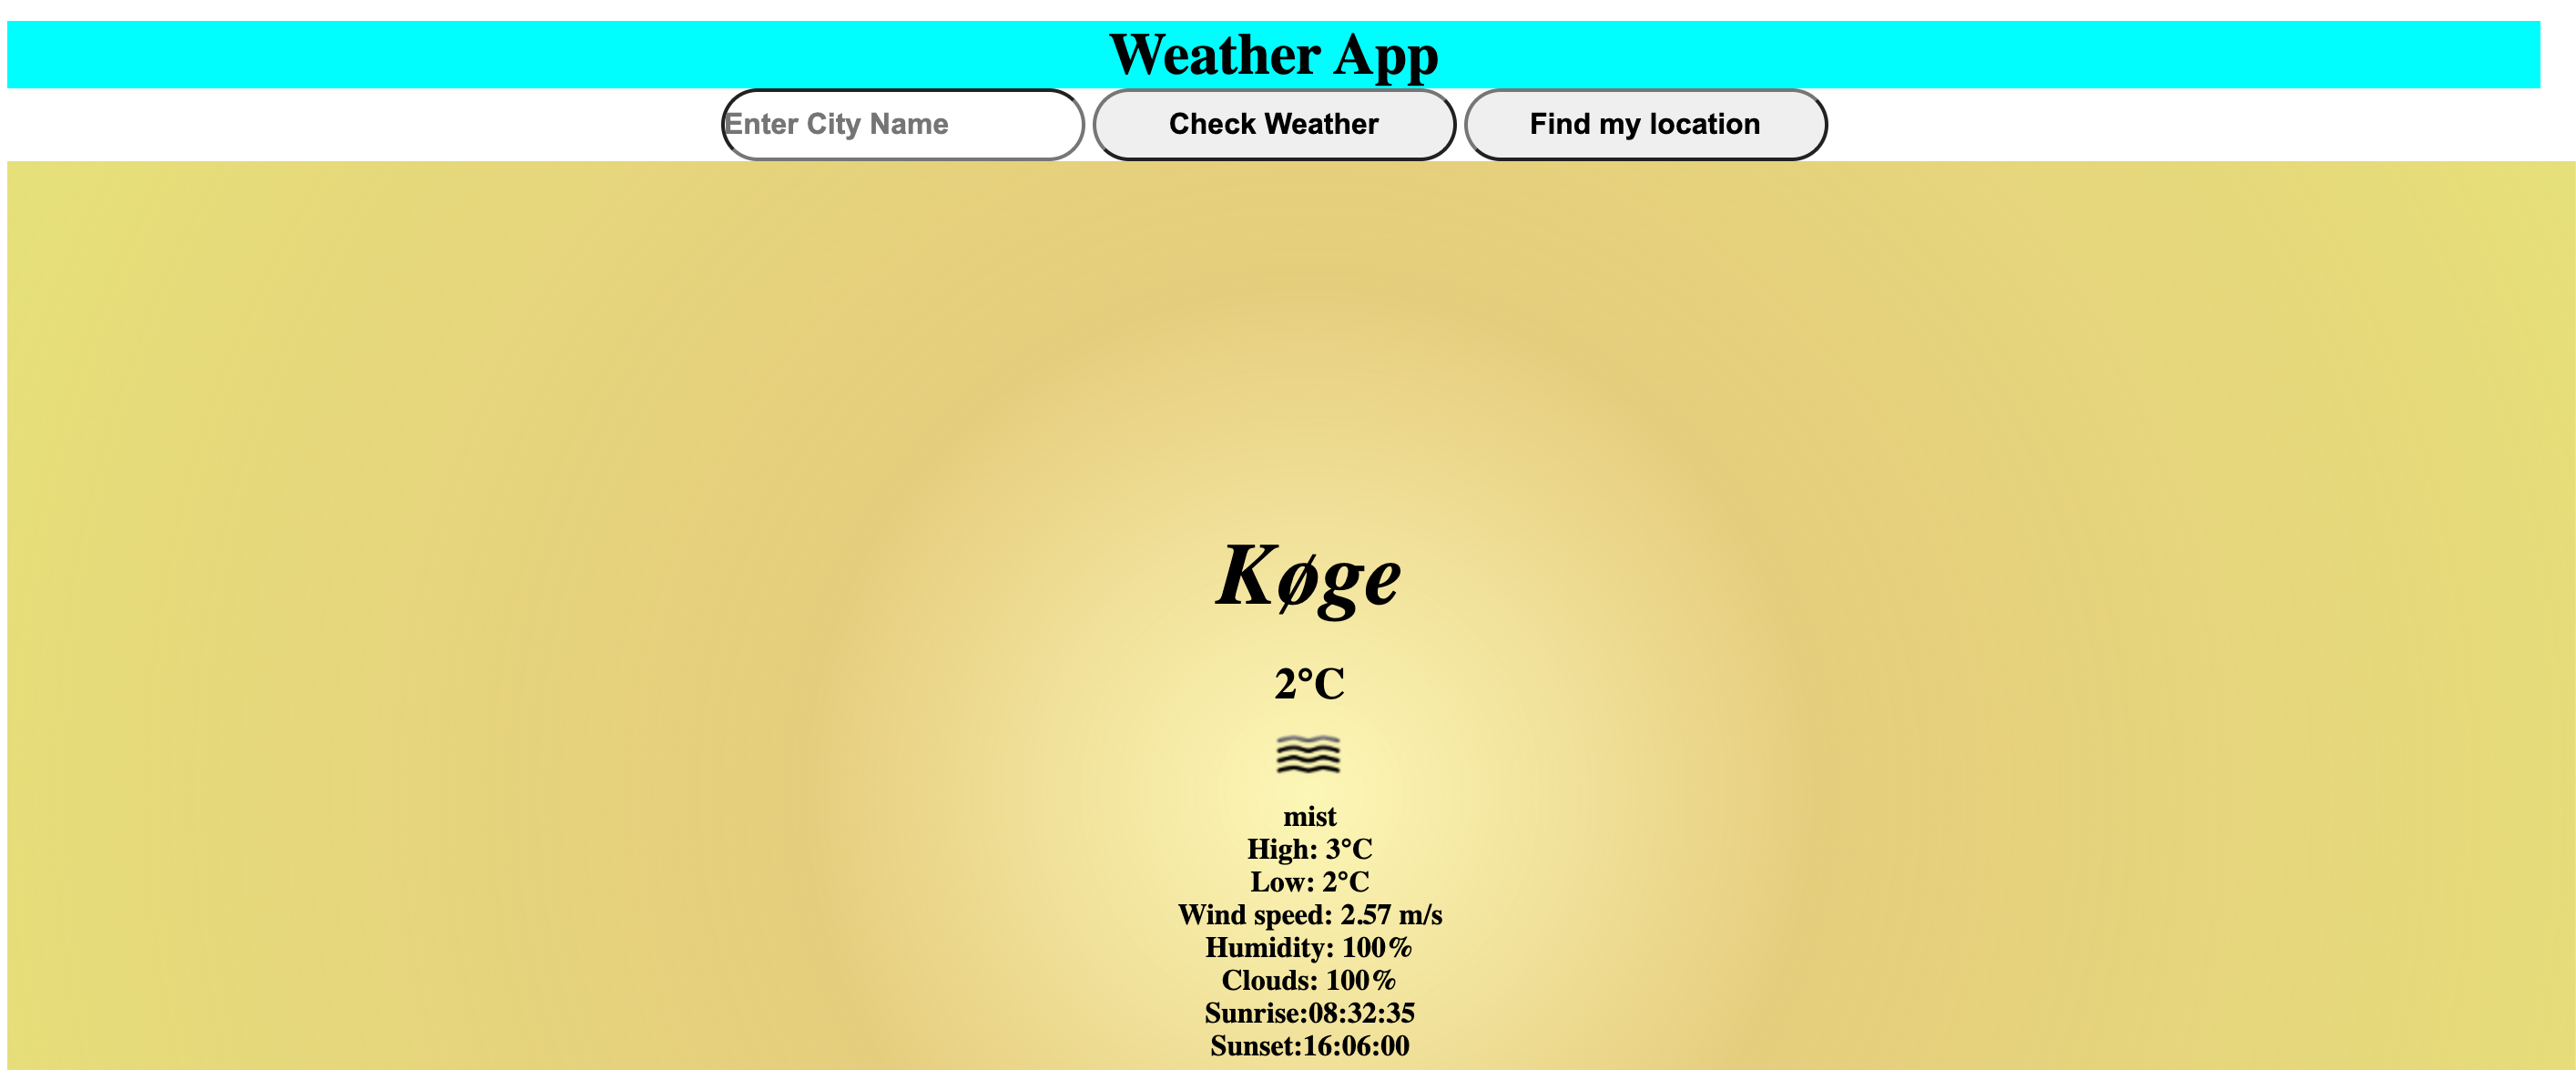 Weather App
Enter City Name
Check Weather
Find my location
Køge
2°C
mist
High: 3°C
Low: 2°C
Wind speed: 2.57 m/s
Humidity: 100%
Clouds: 100%
Sunrise:08:32:35
Sunset:16:06:00